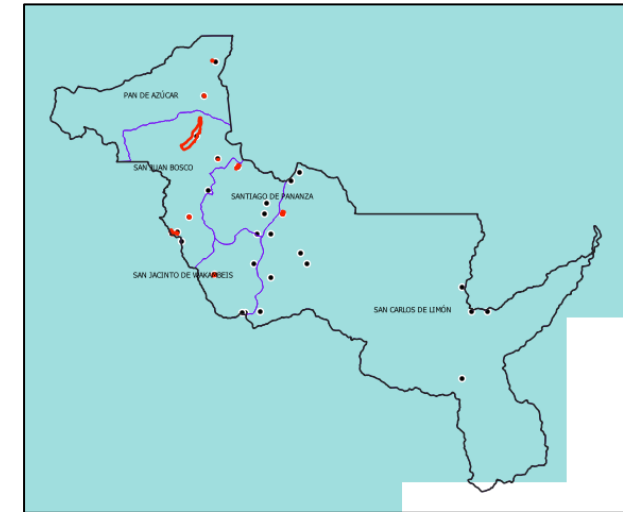 PAN DE AZÚCAR
SAN JUAN BOSCO
SANTIAGO DE PANANZA
SAN JACINTO DE WAKAMBEIS
SAN CARLOS DE LIMÓN